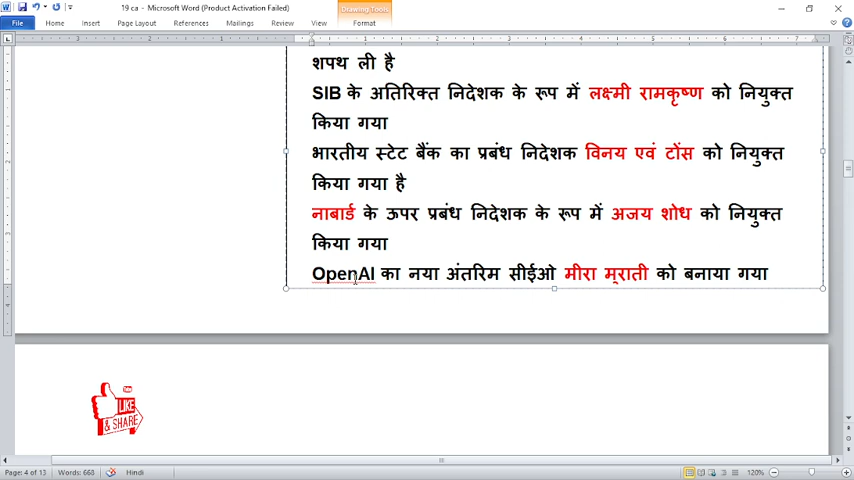 19 ca - Microsoft Word (Product Activation Failed)
Drawing Tools
File Home Insert Page Layout References Mailings Review View Format
शपथ ली है
SIB के अतिरिक्त निदेशक के रूप में लक्ष्मी रामकृष्ण को नियुक्त
किया गया
भारतीय स्टेट बैंक का प्रबंध निदेशक विनय एवं टोंस को नियुक्त
किया गया है
नाबार्ड के ऊपर प्रबंध निदेशक के रूप में अजय शोध को नियुक्त
किया गया
OpenAI का नया अंतरिम सीईओ मीरा म्राती को बनाया गया
LIKE
& SHARE
Page: 4 of 13 Words: 668 Hindi 120%